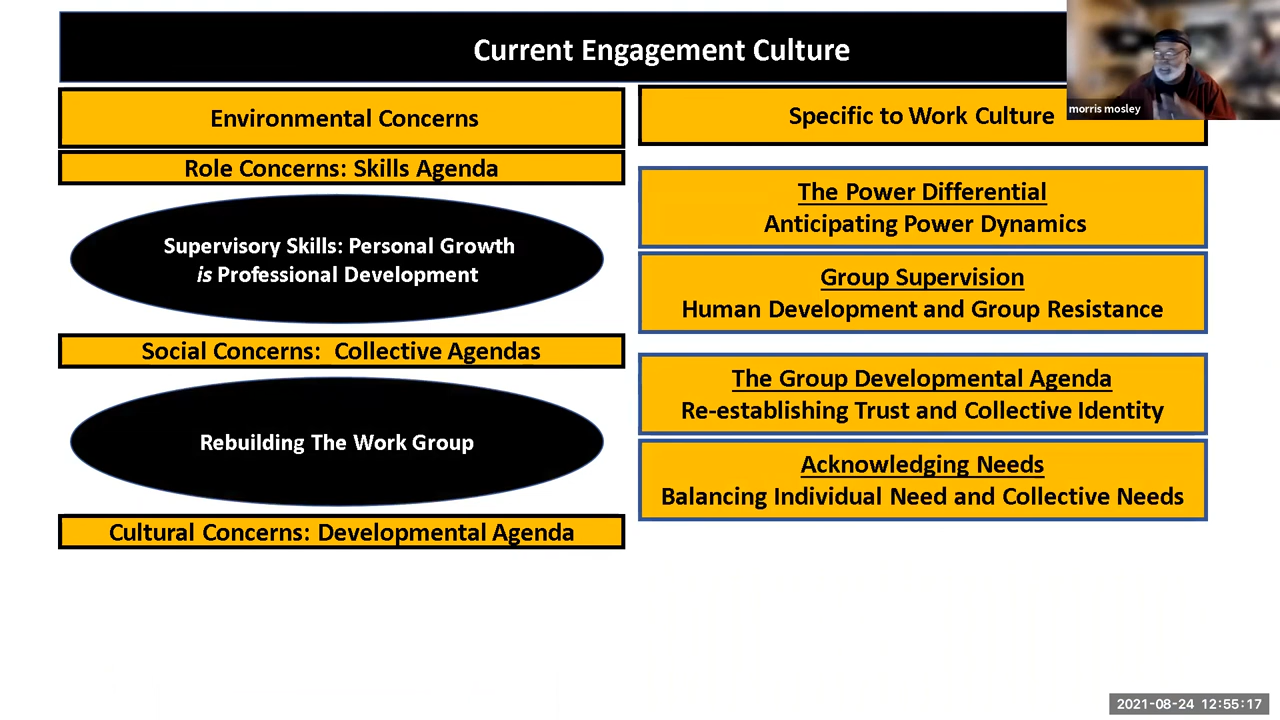 Current Engagement Culture
morris mosley
Environmental Concerns
Specific to Work Culture
Role Concerns: Skills Agenda
The Power Differential
Anticipating Power Dynamics
Supervisory Skills: Personal Growth
is Professional Development
Group Supervision
Human Development and Group Resistance
Social Concerns:  Collective Agendas
The Group Developmental Agenda
Re-establishing Trust and Collective Identity
Rebuilding The Work Group
Acknowledging Needs
Balancing Individual Need and Collective Needs
Cultural Concerns: Developmental Agenda
2021-08-24 12:55:17